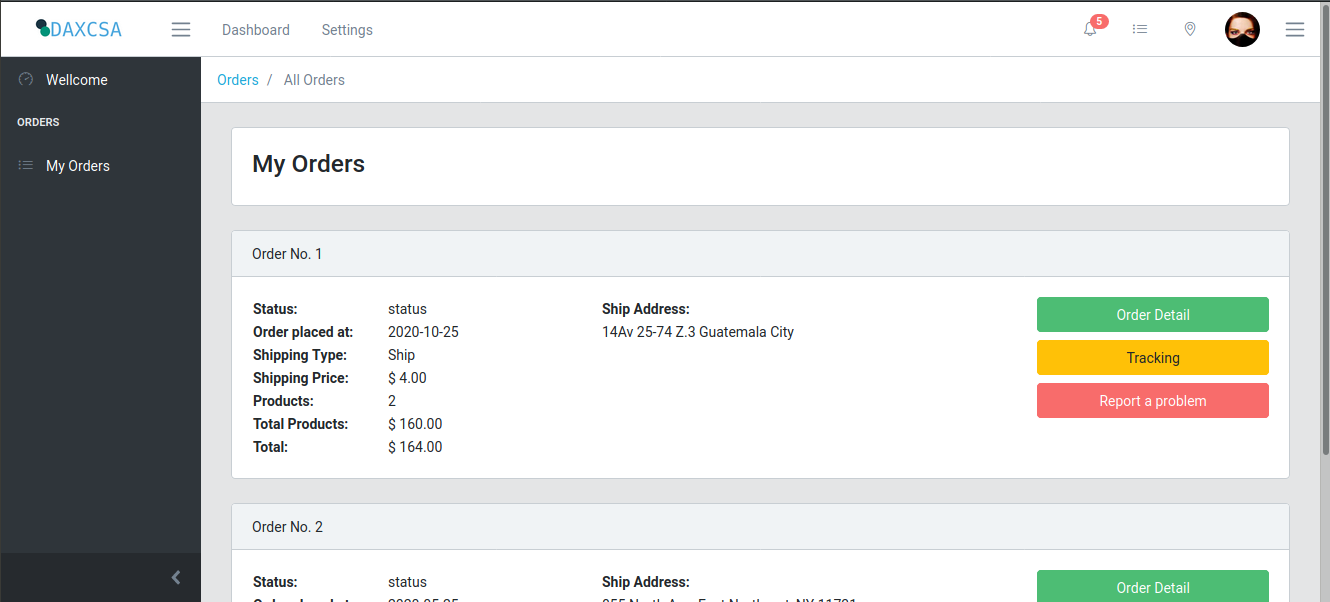 DAXCSA
Dashboard
Settings
5
Wellcome
ORDERS
My Orders
Orders / All Orders
My Orders
Order No. 1
Status: status
Order placed at: 2020-10-25
Shipping Type: Ship
Shipping Price: $ 4.00
Products: 2
Total Products: $ 160.00
Total: $ 164.00
Ship Address:
14Av 25-74 Z.3 Guatemala City
Order Detail
Tracking
Report a problem
Order No. 2
Status: status
Ship Address:
Order Detail